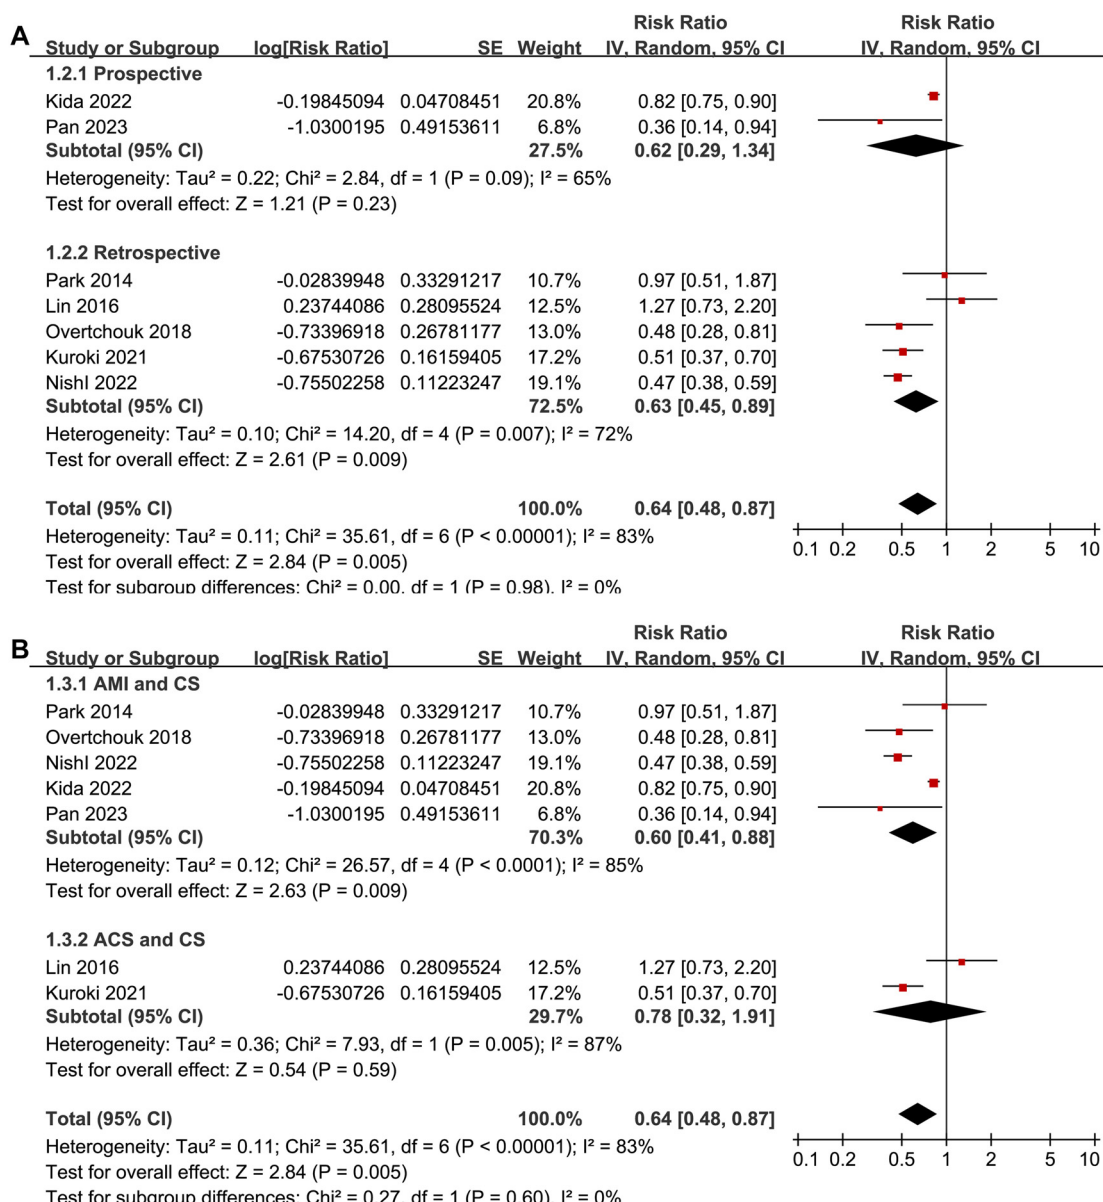 A
Risk Ratio Risk Ratio
Study or Subgroup log[Risk Ratio] SE Weight IV, Random, 95% CI IV, Random, 95% CI
1.2.1 Prospective
Kida 2022 -0.19845094 0.04708451 20.8% 0.82 [0.75, 0.90]
Pan 2023 -1.0300195 0.49153611 6.8% 0.36 [0.14, 0.94]
Subtotal (95% CI) 27.5% 0.62 [0.29, 1.34]
Heterogeneity: Tau² = 0.22; Chi² = 2.84, df = 1 (P = 0.09); I² = 65%
Test for overall effect: Z = 1.21 (P = 0.23)
1.2.2 Retrospective
Park 2014 -0.02839948 0.33291217 10.7% 0.97 [0.51, 1.87]
Lin 2016 0.23744086 0.28095524 12.5% 1.27 [0.73, 2.20]
Overtchouk 2018 -0.73396918 0.26781177 13.0% 0.48 [0.28, 0.81]
Kuroki 2021 -0.67530726 0.16159405 17.2% 0.51 [0.37, 0.70]
NishI 2022 -0.75502258 0.11223247 19.1% 0.47 [0.38, 0.59]
Subtotal (95% CI) 72.5% 0.63 [0.45, 0.89]
Heterogeneity: Tau² = 0.10; Chi² = 14.20, df = 4 (P = 0.007); I² = 72%
Test for overall effect: Z = 2.61 (P = 0.009)
Total (95% CI) 100.0% 0.64 [0.48, 0.87]
Heterogeneity: Tau² = 0.11; Chi² = 35.61, df = 6 (P < 0.00001); I² = 83%
Test for overall effect: Z = 2.84 (P = 0.005)
Test for subgroup differences: Chi² = 0.00, df = 1 (P = 0.98), I² = 0%
0.1 0.2 0.5 1 2 5 10
B
Risk Ratio Risk Ratio
Study or Subgroup log[Risk Ratio] SE Weight IV, Random, 95% CI IV, Random, 95% CI
1.3.1 AMI and CS
Park 2014 -0.02839948 0.33291217 10.7% 0.97 [0.51, 1.87]
Overtchouk 2018 -0.73396918 0.26781177 13.0% 0.48 [0.28, 0.81]
NishI 2022 -0.75502258 0.11223247 19.1% 0.47 [0.38, 0.59]
Kida 2022 -0.19845094 0.04708451 20.8% 0.82 [0.75, 0.90]
Pan 2023 -1.0300195 0.49153611 6.8% 0.36 [0.14, 0.94]
Subtotal (95% CI) 70.3% 0.60 [0.41, 0.88]
Heterogeneity: Tau² = 0.12; Chi² = 26.57, df = 4 (P < 0.0001); I² = 85%
Test for overall effect: Z = 2.63 (P = 0.009)
1.3.2 ACS and CS
Lin 2016 0.23744086 0.28095524 12.5% 1.27 [0.73, 2.20]
Kuroki 2021 -0.67530726 0.16159405 17.2% 0.51 [0.37, 0.70]
Subtotal (95% CI) 29.7% 0.78 [0.32, 1.91]
Heterogeneity: Tau² = 0.36; Chi² = 7.93, df = 1 (P = 0.005); I² = 87%
Test for overall effect: Z = 0.54 (P = 0.59)
Total (95% CI) 100.0% 0.64 [0.48, 0.87]
Heterogeneity: Tau² = 0.11; Chi² = 35.61, df = 6 (P < 0.00001); I² = 83%
Test for overall effect: Z = 2.84 (P = 0.005)
Test for subgroup differences: Chi² = 0.27, df = 1 (P = 0.60), I² = 0%
0.1 0.2 0.5 1 2 5 10